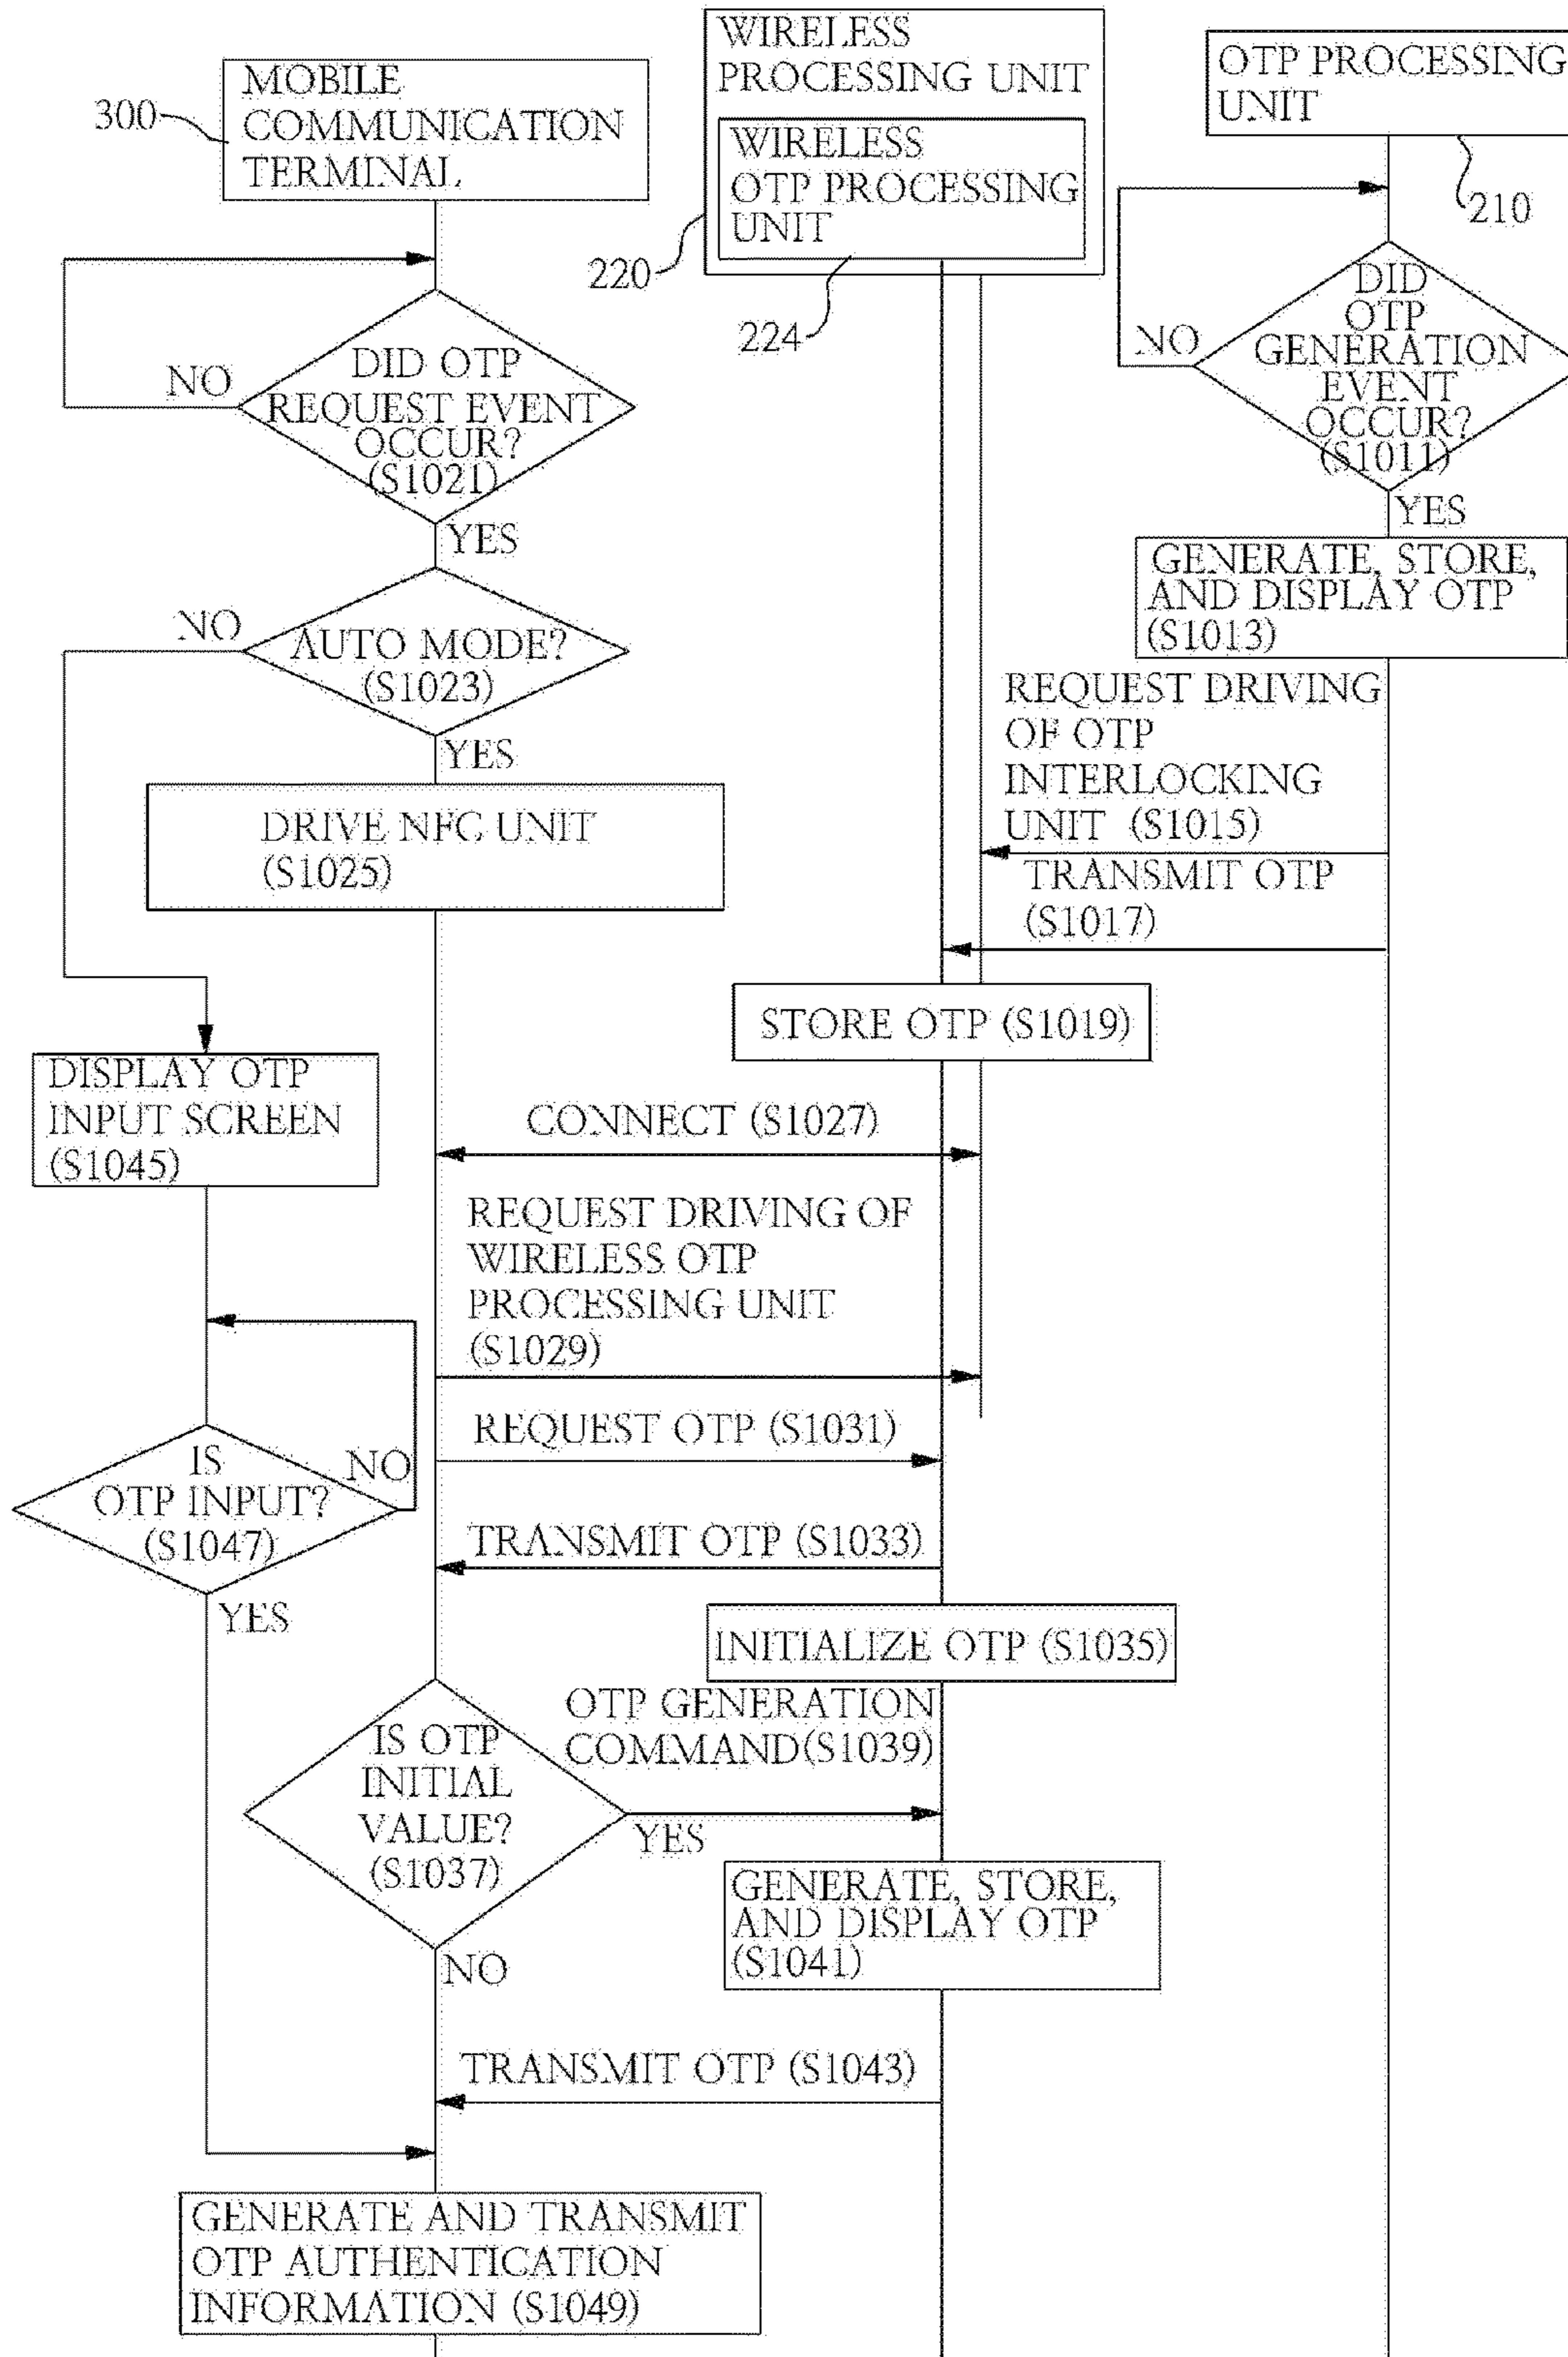 MOBILE
COMMUNICATION
TERMINAL
300
WIRELESS
PROCESSING UNIT
WIRELESS
OTP PROCESSING
UNIT
220
224
OTP PROCESSING
UNIT
210
DID OTP
REQUEST EVENT
OCCUR?
(S1021)
NO
YES
DID
OTP
GENERATION
EVENT
OCCUR?
(S1011)
NO
YES
GENERATE, STORE,
AND DISPLAY OTP
(S1013)
AUTO MODE?
(S1023)
NO
YES
REQUEST DRIVING
OF OTP
INTERLOCKING
UNIT (S1015)
DRIVE NFC UNIT
(S1025)
TRANSMIT OTP
(S1017)
STORE OTP (S1019)
DISPLAY OTP
INPUT SCREEN
(S1045)
CONNECT (S1027)
REQUEST DRIVING OF
WIRELESS OTP
PROCESSING UNIT
(S1029)
REQUEST OTP (S1031)
IS
OTP INPUT?
(S1047)
NO
YES
TRANSMIT OTP (S1033)
INITIALIZE OTP (S1035)
OTP GENERATION
COMMAND(S1039)
IS OTP
INITIAL
VALUE?
(S1037)
YES
NO
GENERATE, STORE,
AND DISPLAY OTP
(S1041)
TRANSMIT OTP (S1043)
GENERATE AND TRANSMIT
OTP AUTHENTICATION
INFORMATION (S1049)